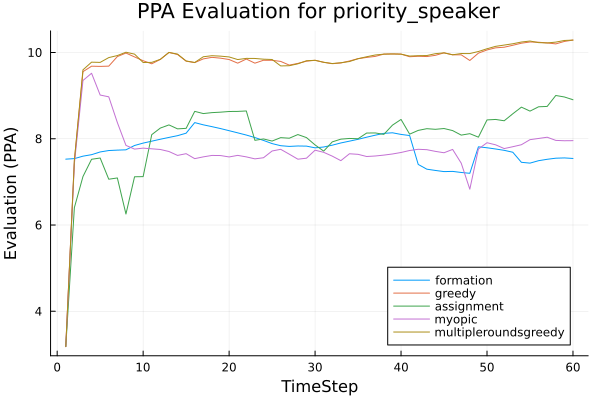 PPA Evaluation for priority_speaker
Evaluation (PPA)
10
8
6
4
0
10
20
30
40
50
60
TimeStep
formation
greedy
assignment
myopic
multipleroundsgreedy